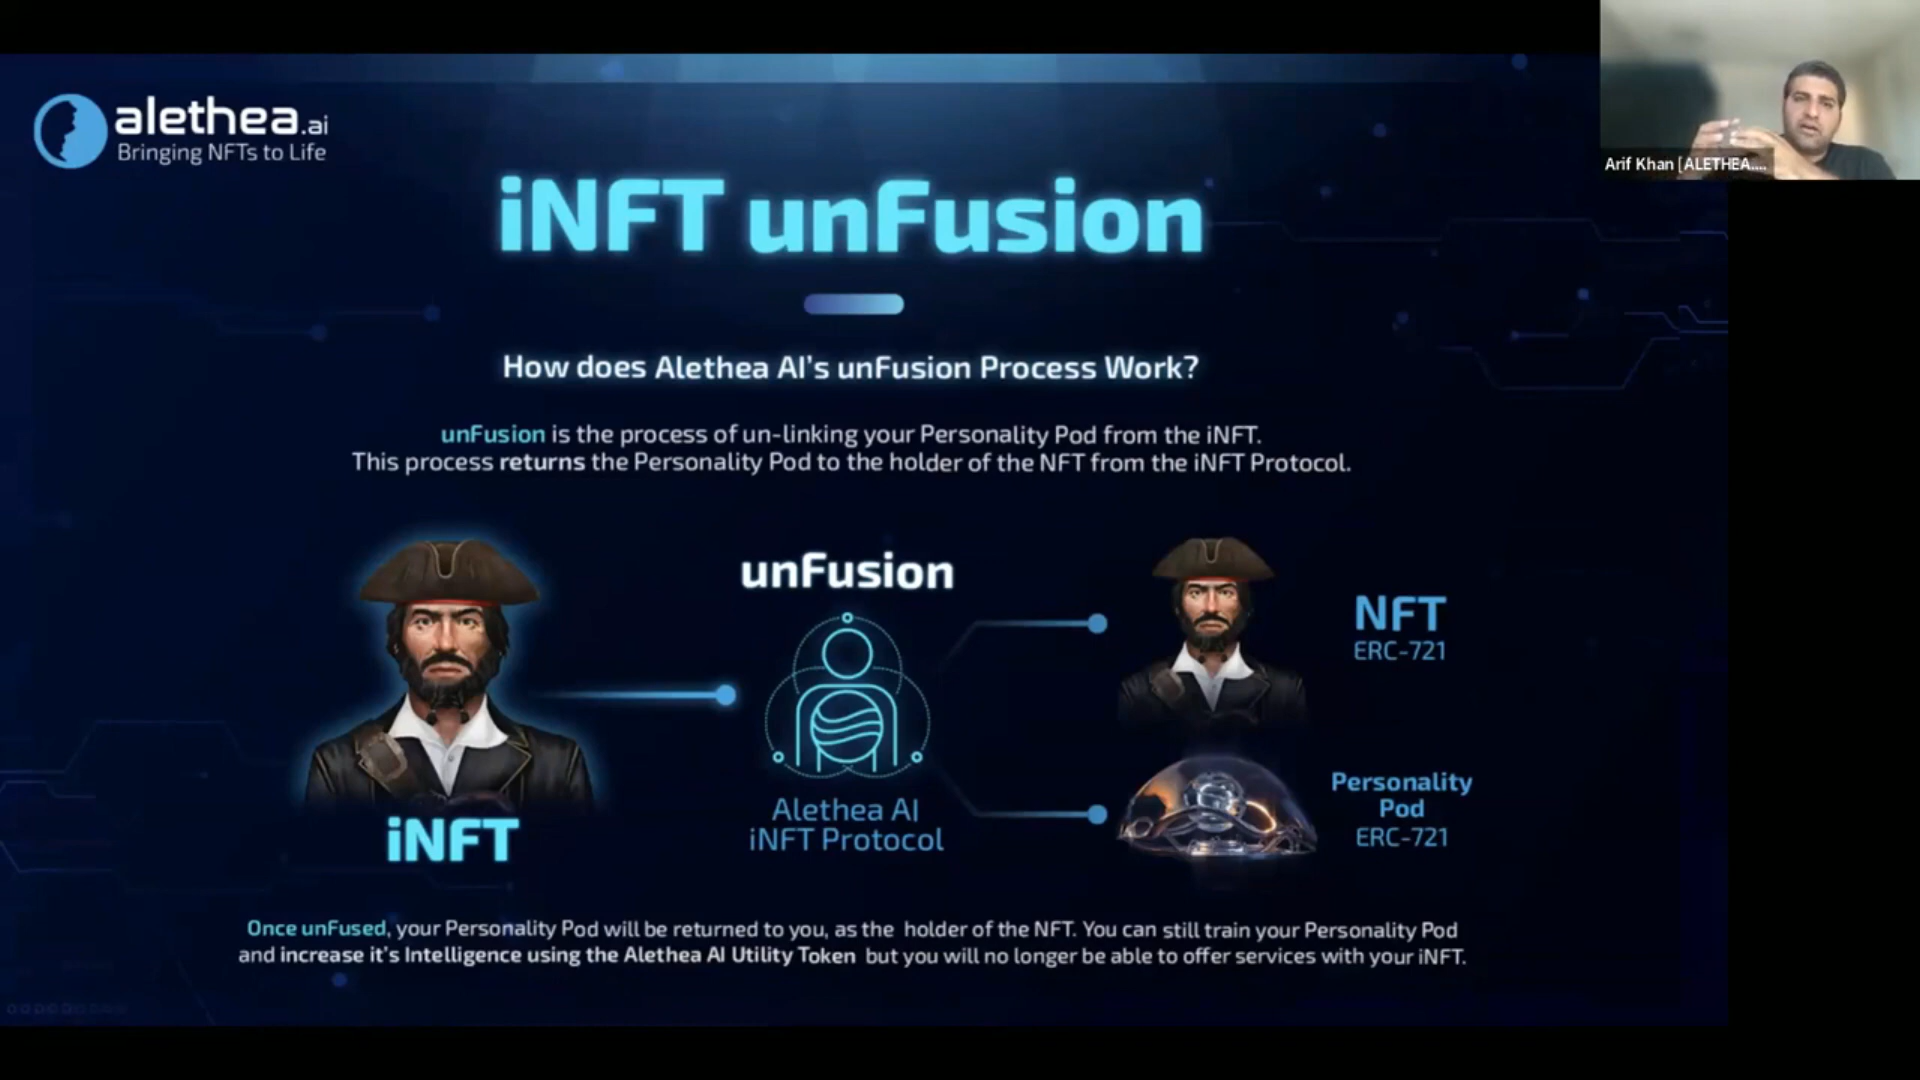 alethea.ai
Bringing NFTs to Life
Arif Khan [ALETHEA....
iNFT unFusion
How does Alethea AI's unFusion Process Work?
unFusion is the process of un-linking your Personality Pod from the iNFT.
This process returns the Personality Pod to the holder of the NFT from the iNFT Protocol.
unFusion
NFT
ERC-721
Alethea AI
iNFT Protocol
iNFT
Personality
Pod
ERC-721
Once unFused, your Personality Pod will be returned to you, as the holder of the NFT. You can still train your Personality Pod
and increase it's Intelligence using the Alethea AI Utility Token but you will no longer be able to offer services with your iNFT.